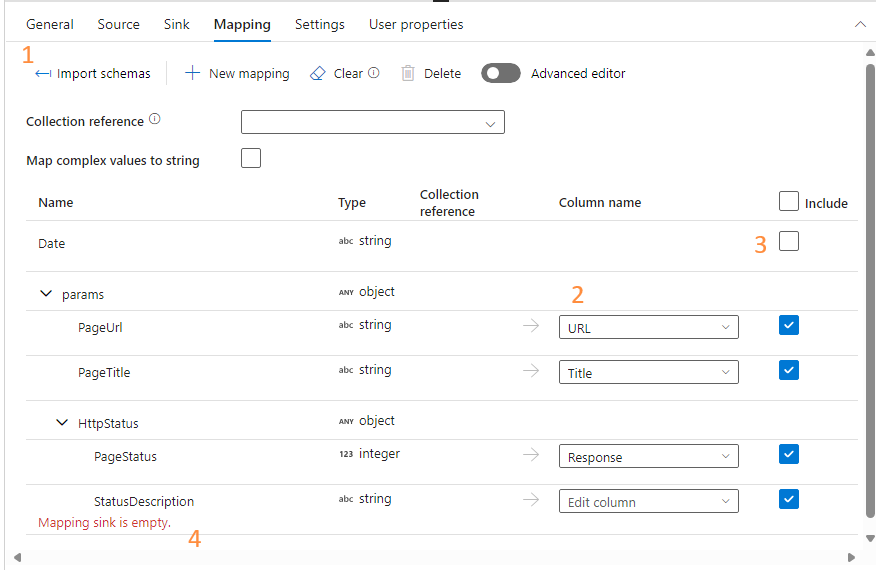 General Source Sink Mapping Settings User properties
1
Import schemas New mapping Clear Delete Advanced editor
Collection reference
Map complex values to string
Name Type Collection reference Column name Include
Date abc string 3
params ANY object 2
PageUrl abc string URL
PageTitle abc string Title
HttpStatus ANY object
PageStatus 123 integer Response
StatusDescription abc string Edit column
Mapping sink is empty.
4